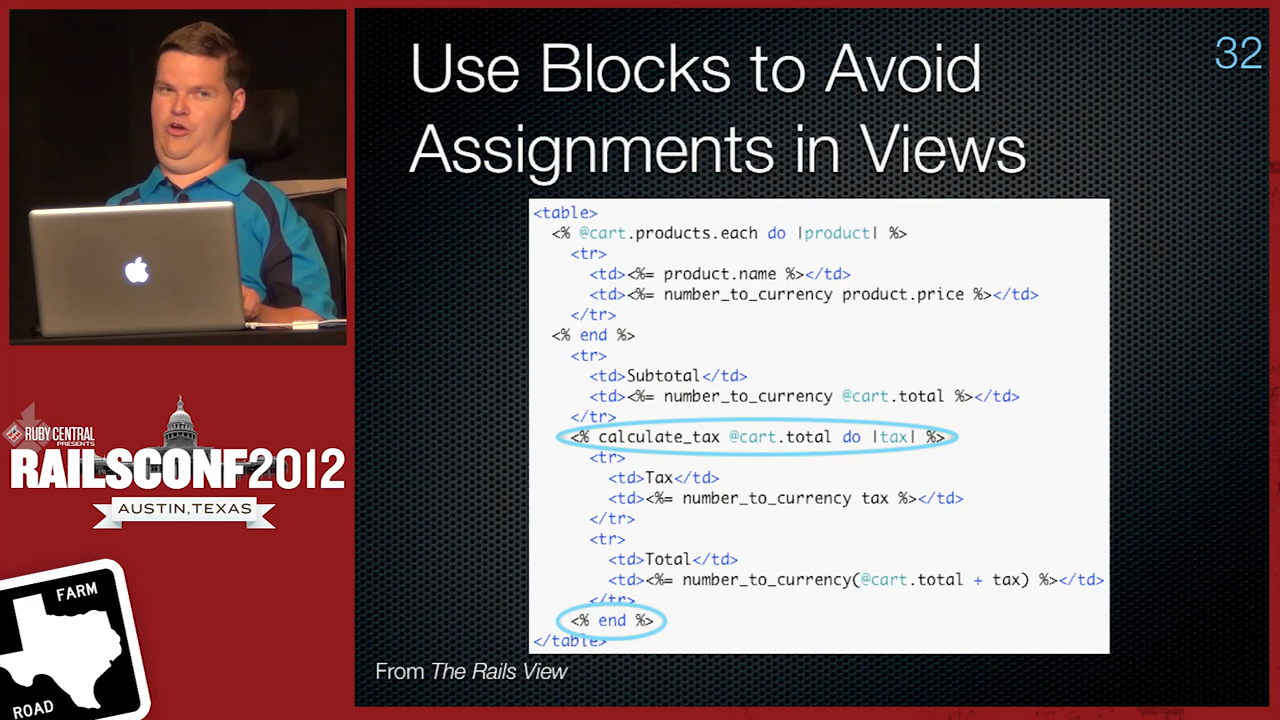 Use Blocks to Avoid
Assignments in Views
32
<table>
<% @cart.products.each do |product| %>
<tr>
<td><%= product.name %></td>
<td><%= number_to_currency product.price %></td>
</tr>
<% end %>
<tr>
<td>Subtotal</td>
<td><%= number_to_currency @cart.total %></td>
</tr>
<% calculate_tax @cart.total do |tax| %>
<tr>
<td>Tax</td>
<td><%= number_to_currency tax %></td>
</tr>
<tr>
<td>Total</td>
<td><%= number_to_currency(@cart.total + tax) %></td>
</tr>
<% end %>
</table>
From The Rails View
RUBY CENTRAL
PRESENTS
RAILSCONF2012
AUSTIN, TEXAS
FARM
ROAD